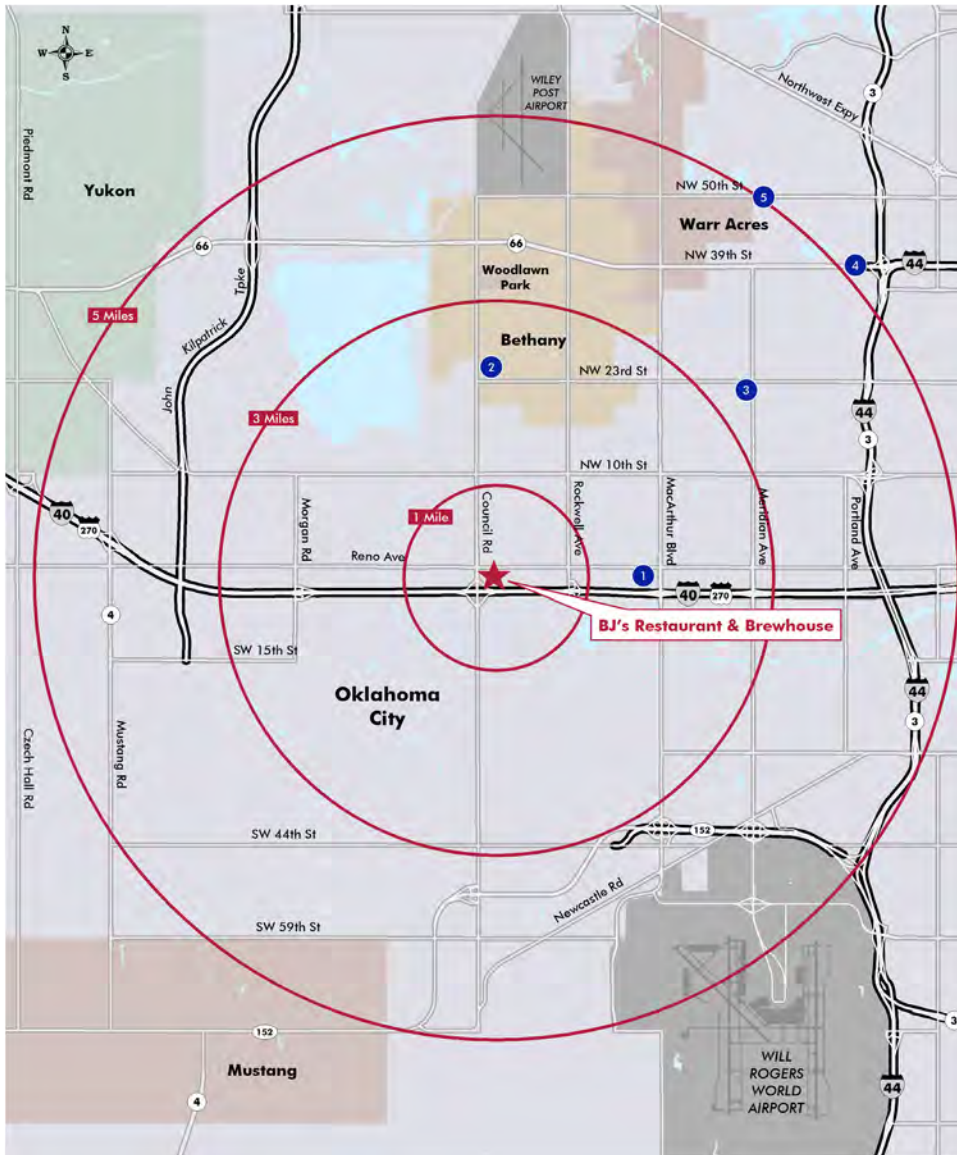 N
W
E
S
WILEY
POST
AIRPORT
3
Northwest Expy
Piedmont Rd
Yukon
NW 50th St
5
Warr Acres
66
66
NW 39th St
4
44
Woodlawn
Park
5 Miles
John
Kilpatrick
Tpke
Bethany
2
NW 23rd St
3
3 Miles
44
3
NW 10th St
40
270
1 Mile
Morgan Rd
Council Rd
Rockwell Ave
MacArthur Blvd
Meridian Ave
Portland Ave
Reno Ave
1
40
270
BJ's Restaurant & Brewhouse
4
SW 15th St
Oklahoma
City
44
3
Czech Hall Rd
Mustang Rd
SW 44th St
152
Newcastle Rd
SW 59th St
152
3
Mustang
4
WILL
ROGERS
WORLD
AIRPORT
44